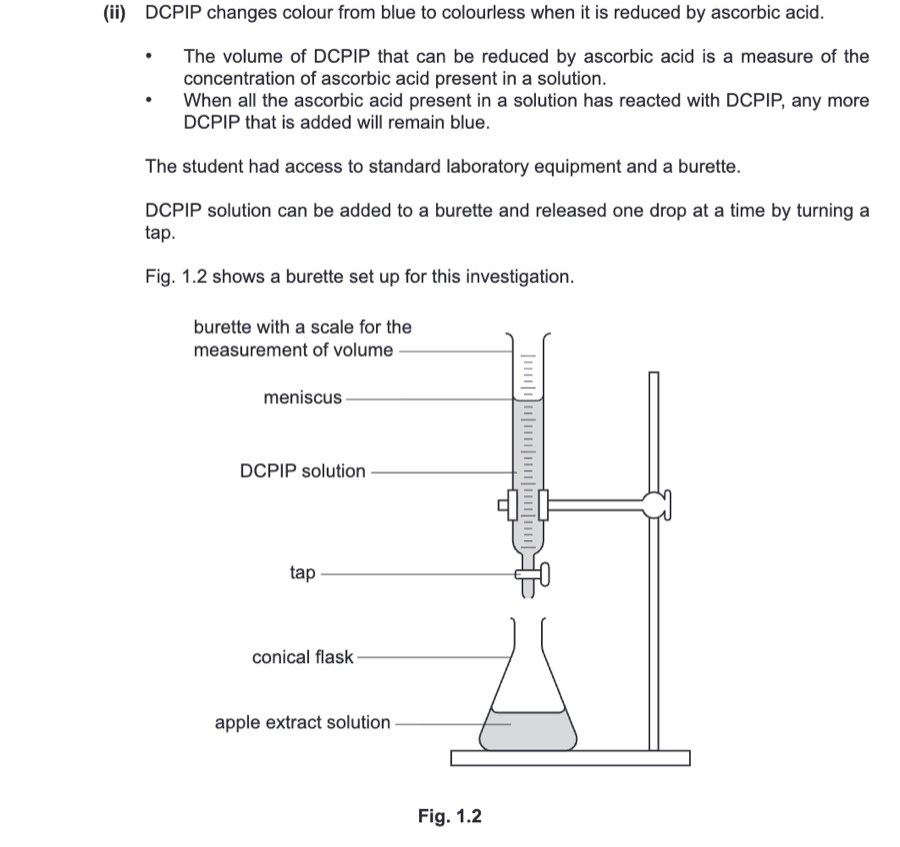 (ii) DCPIP changes colour from blue to colourless when it is reduced by ascorbic acid.
• The volume of DCPIP that can be reduced by ascorbic acid is a measure of the
concentration of ascorbic acid present in a solution.
• When all the ascorbic acid present in a solution has reacted with DCPIP, any more
DCPIP that is added will remain blue.
The student had access to standard laboratory equipment and a burette.
DCPIP solution can be added to a burette and released one drop at a time by turning a
tap.
Fig. 1.2 shows a burette set up for this investigation.
burette with a scale for the
measurement of volume
meniscus
DCPIP solution
tap
conical flask
apple extract solution
Fig. 1.2